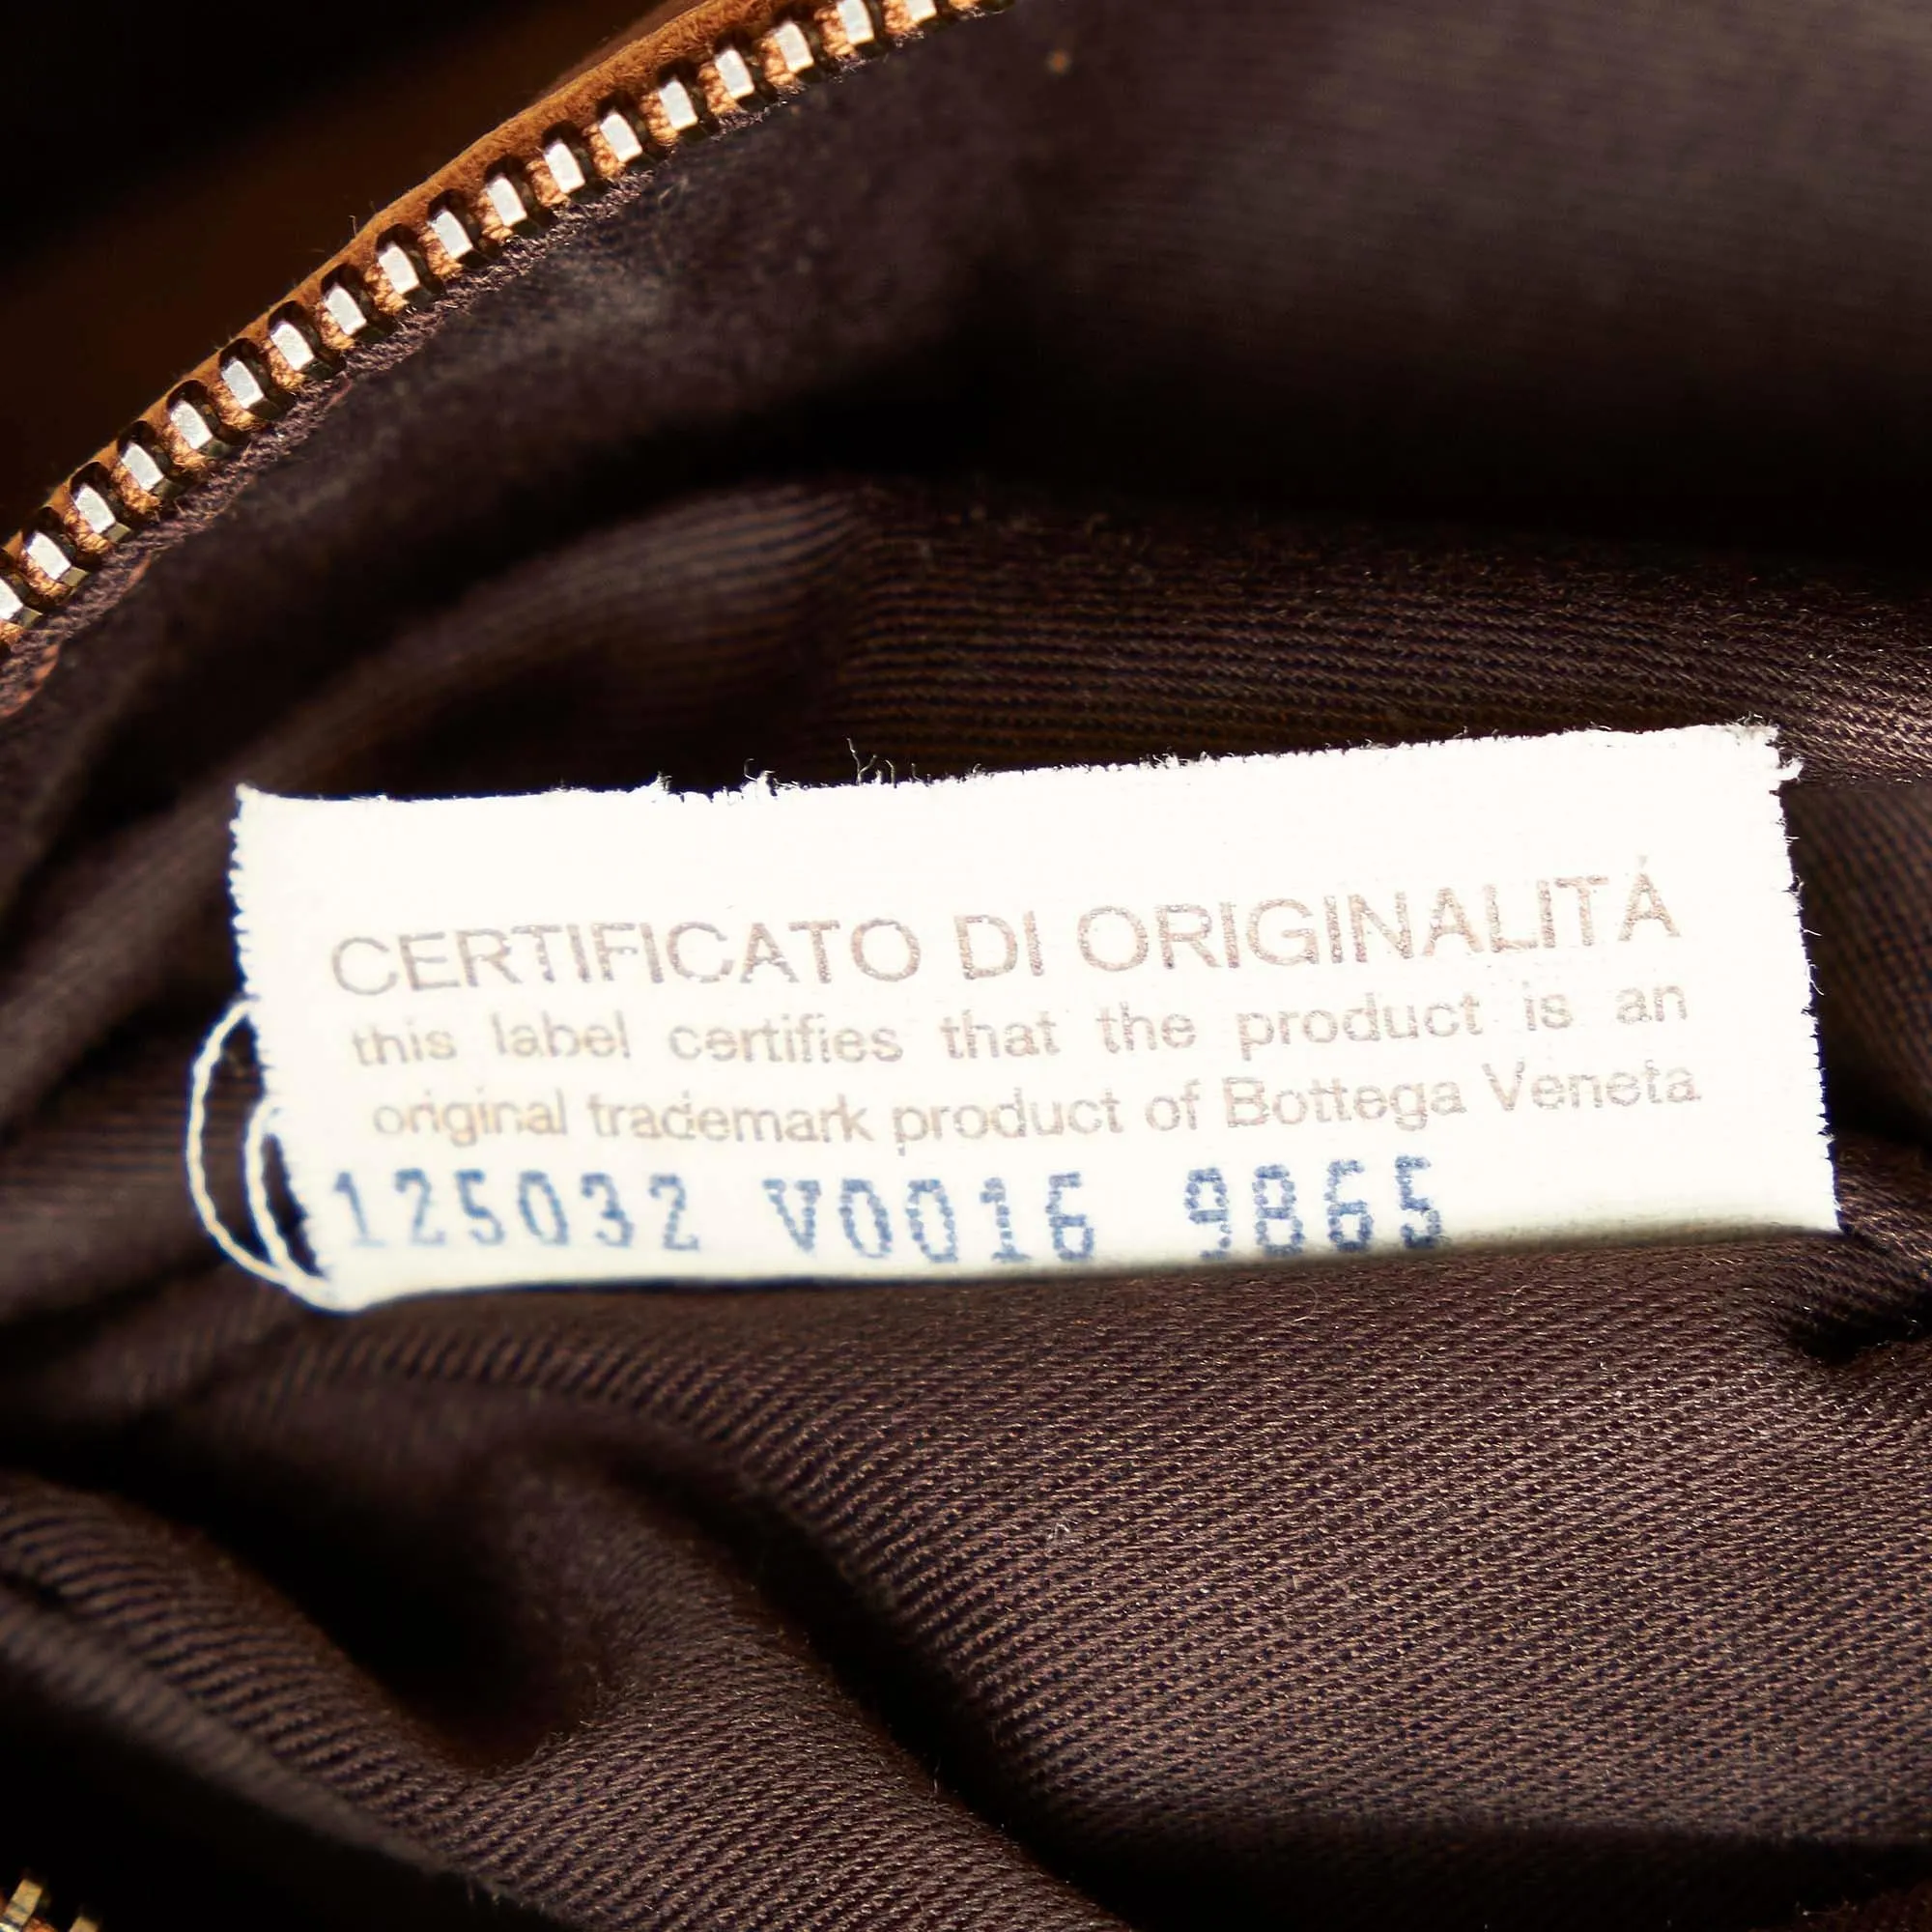 CERTIFICATO DI ORIGINALITÁ
this label certifies that the product is an
original trademark product of Bottega Veneta
125032 V0016 9865